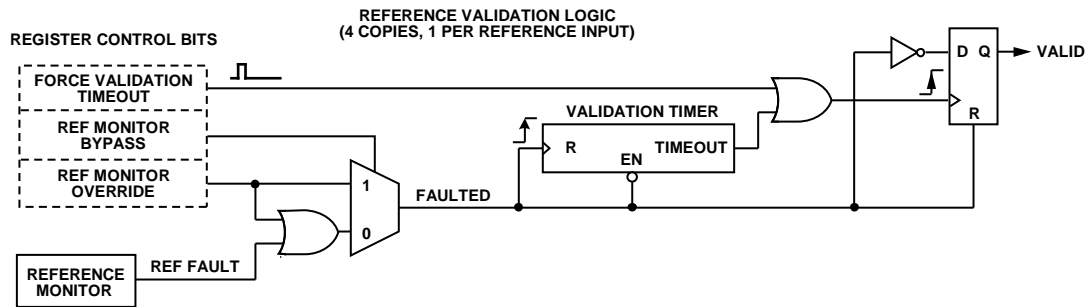 REFERENCE VALIDATION LOGIC
(4 COPIES, 1 PER REFERENCE INPUT)
REGISTER CONTROL BITS
FORCE VALIDATION
TIMEOUT
REF MONITOR
BYPASS
REF MONITOR
OVERRIDE
REFERENCE
MONITOR
REF FAULT
1
0
FAULTED
VALIDATION TIMER
R
TIMEOUT
EN
D Q
R
VALID